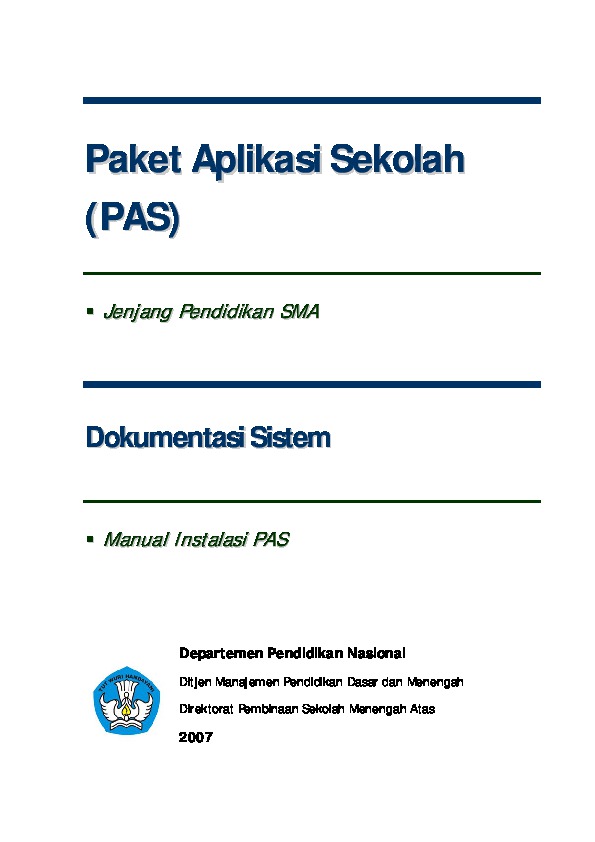 Paket Aplikasi Sekolah
(PAS)
▪ Jenjang Pendidikan SMA
Dokumentasi Sistem
▪ Manual Instalasi PAS
Departemen Pendidikan Nasional
TUT WURI HANDAYANI
Ditjen Manajemen Pendidikan Dasar dan Menengah
Direktorat Pembinaan Sekolah Menengah Atas
2007